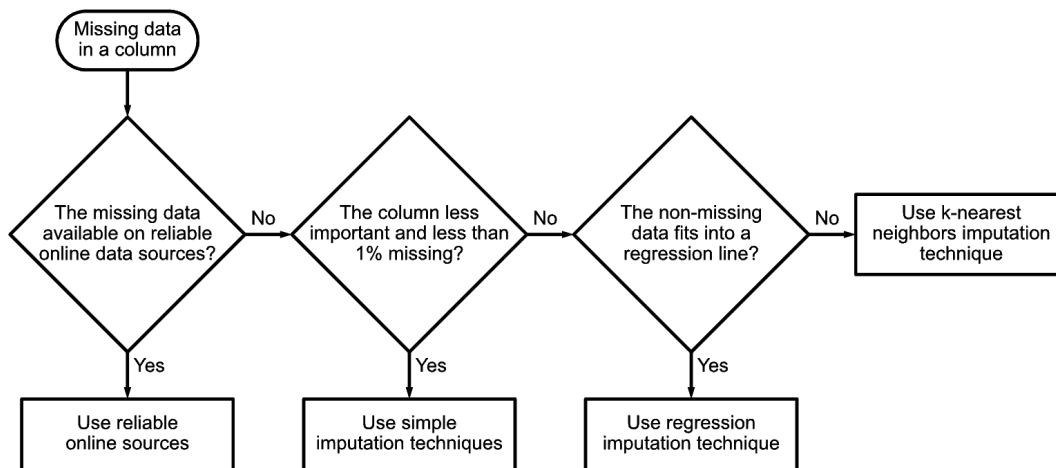 Missing data
in a column
The missing data
available on reliable
online data sources?
No
Yes
Use reliable
online sources
The column less
important and less than
1% missing?
No
Yes
Use simple
imputation techniques
The non-missing
data fits into a
regression line?
No
Yes
Use regression
imputation technique
Use k-nearest
neighbors imputation
technique